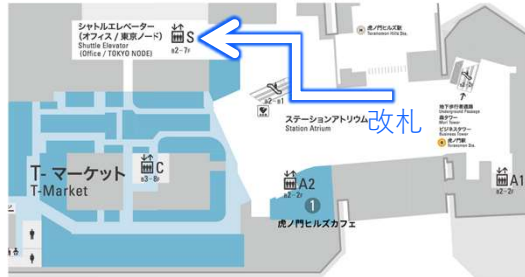 シャトルエレベーター
(オフィス / 東京ノード)
Shuttle Elevator
(Office / TOKYO NODE)
S
B2-7F
虎ノ門ヒルズ駅
Toranomon Hills Sta.
B2-B1
ステーションアトリウム
Station Atrium
改札
地下歩行者通路
Underground Passage
森タワー
Mori Tower
ビジネスタワー
Business Tower
虎ノ門駅
Toranomon Sta.
T- マーケット
T-Market
C
B3-8F
A2
B2-2F
1
虎ノ門ヒルズカフェ
A1
B2-2F